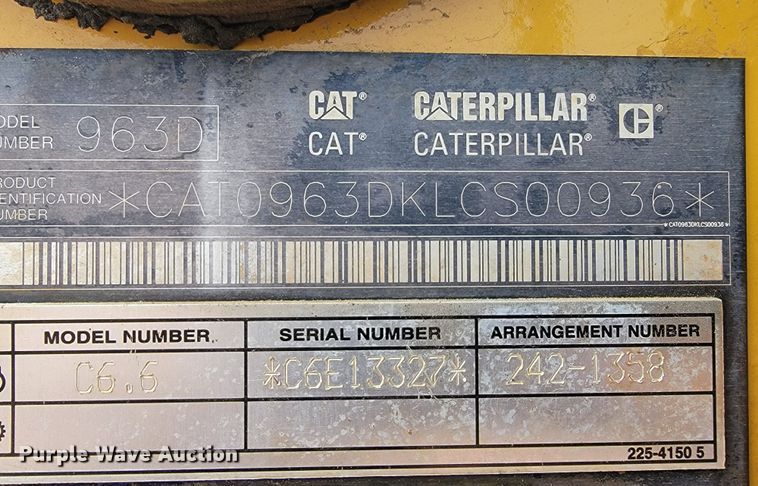 CAT® CATERPILLAR®
CAT® CATERPILLAR®
ODEL
UMBER 963D
RODUCT
ENTIFICATION
UMBER
*CAT0963DKLCS00936*
*CAT0963DKLCS00936*
MODEL NUMBER SERIAL NUMBER ARRANGEMENT NUMBER
C6.6 *C6E13327* 242-1358
225-4150 5
Purple Wave Auction